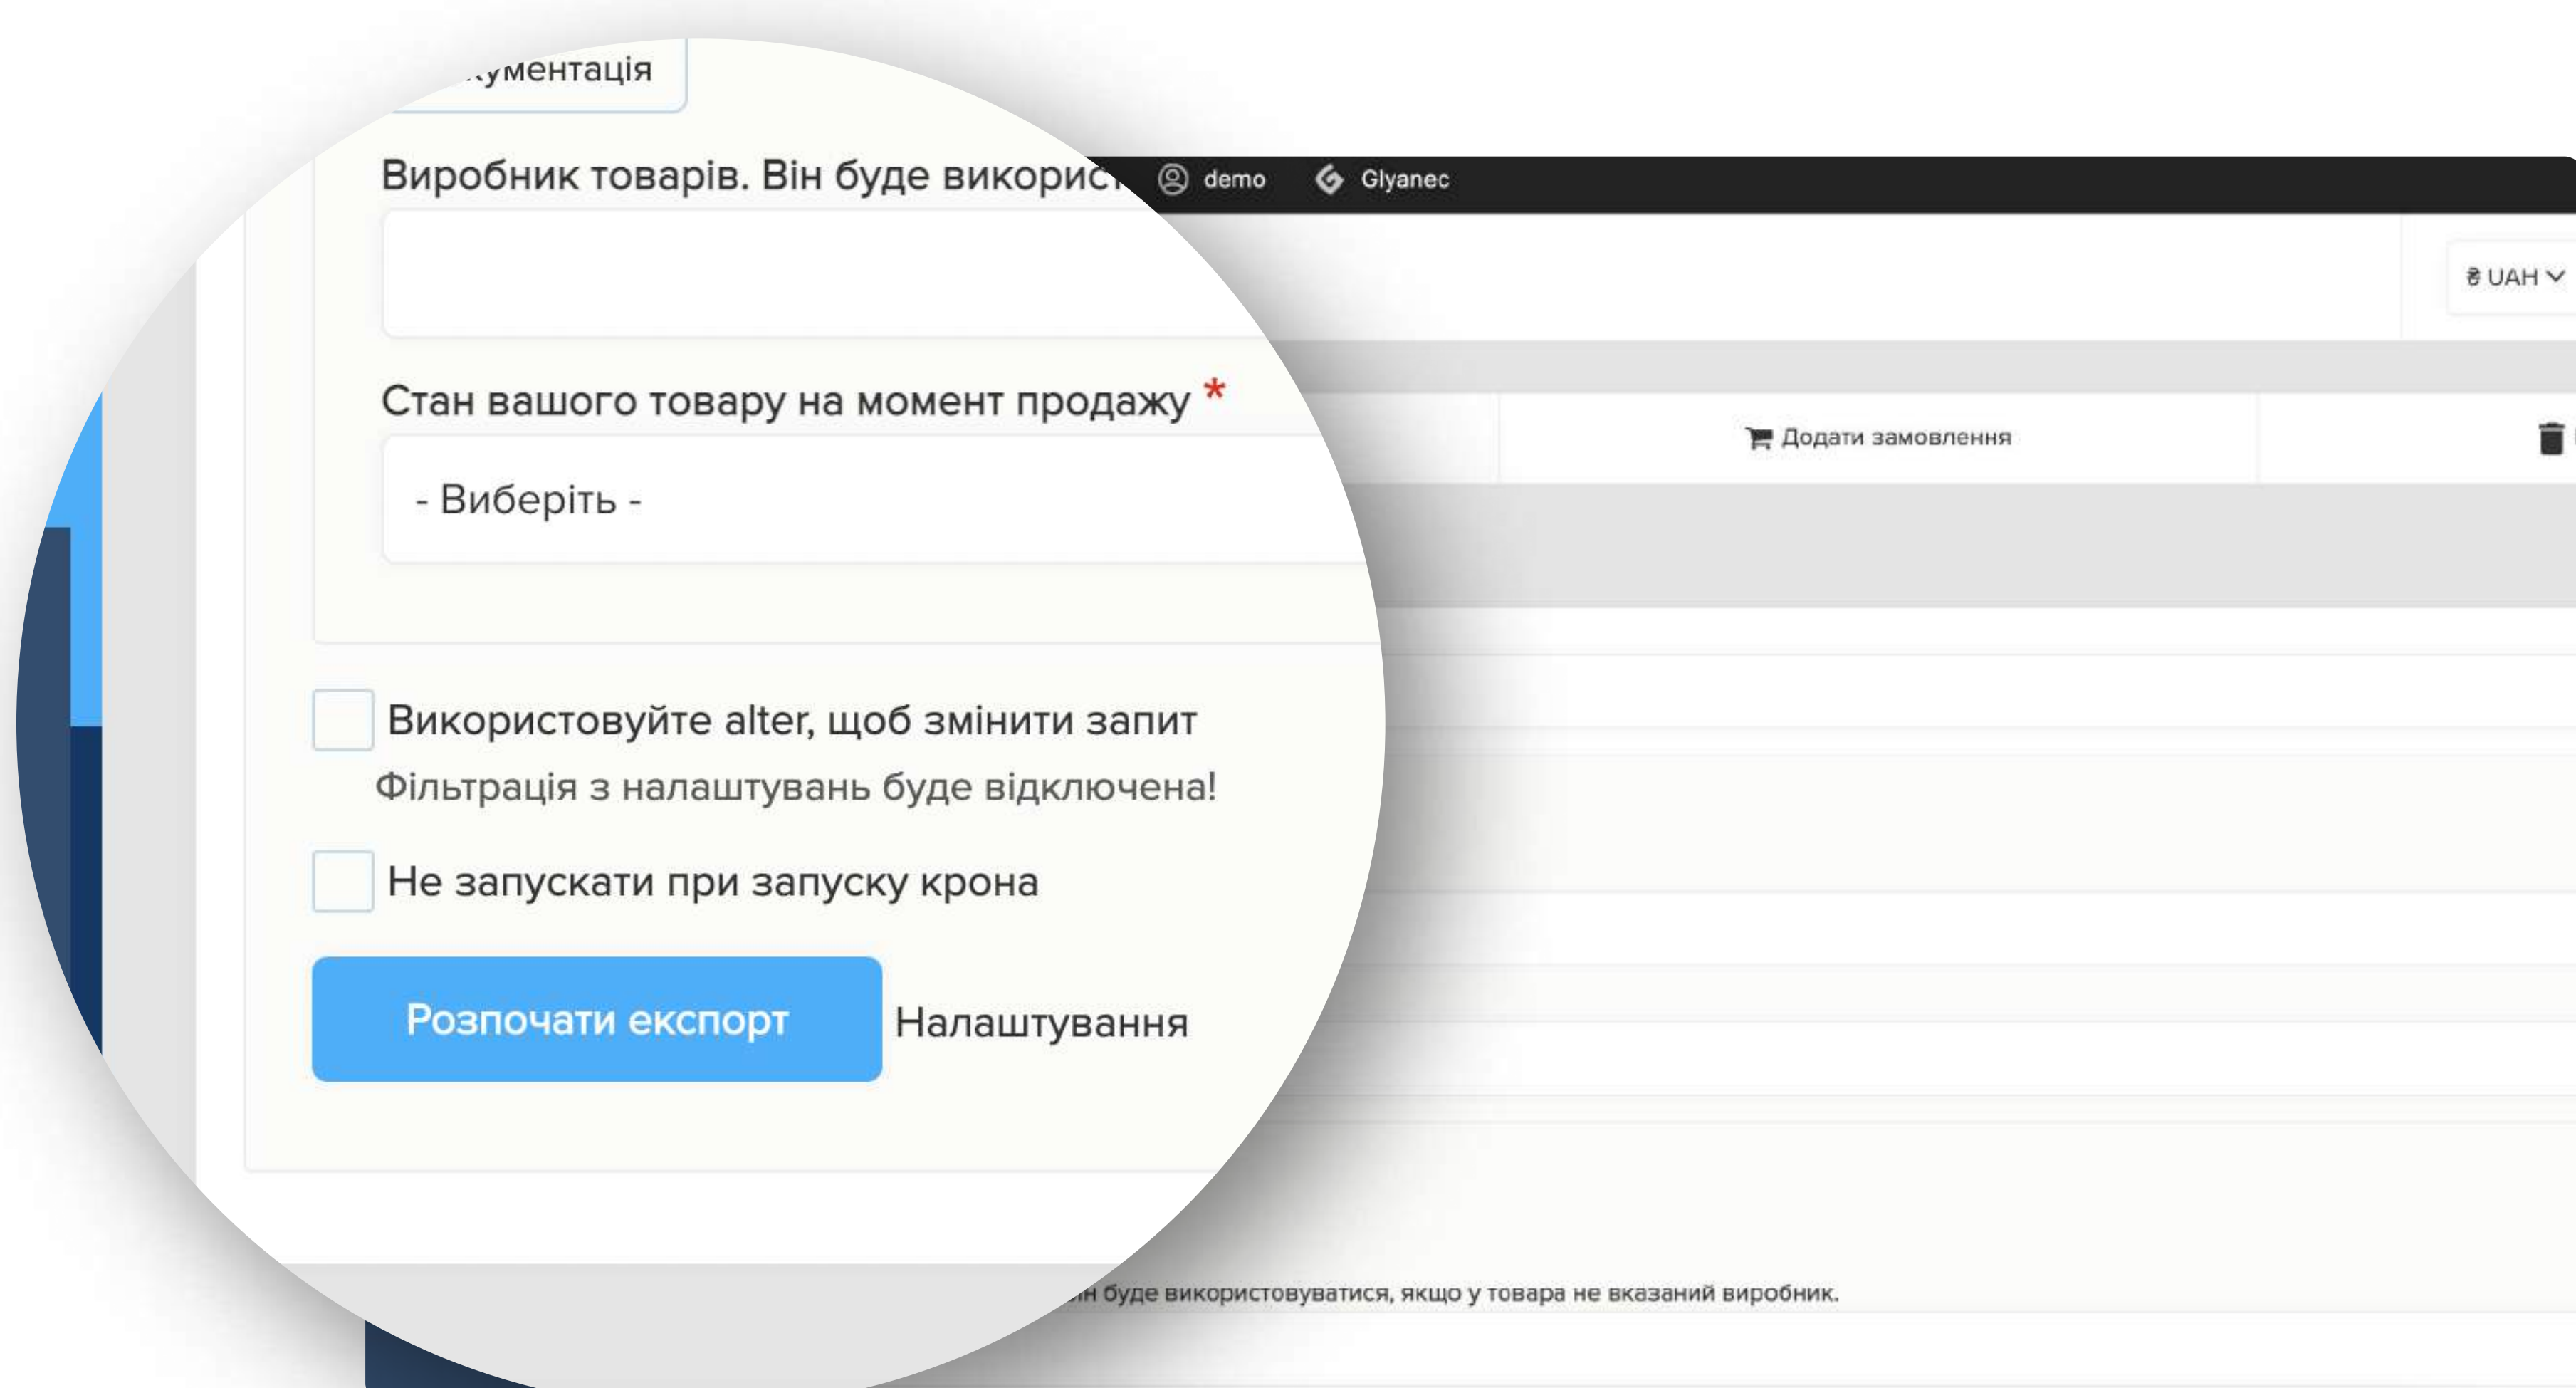 Виробник товарів. Він буде
demo
Glyanec
₴ UAH
Стан вашого товару на момент продажу *
- Виберіть -
Додати замовлення
Використовуйте alter, щоб змінити запит
Фільтрація з налаштувань буде відключена!
Не запускати при запуску крона
Розпочати експорт
Налаштування
буде використовуватися, якщо у товара не вказаний виробник.